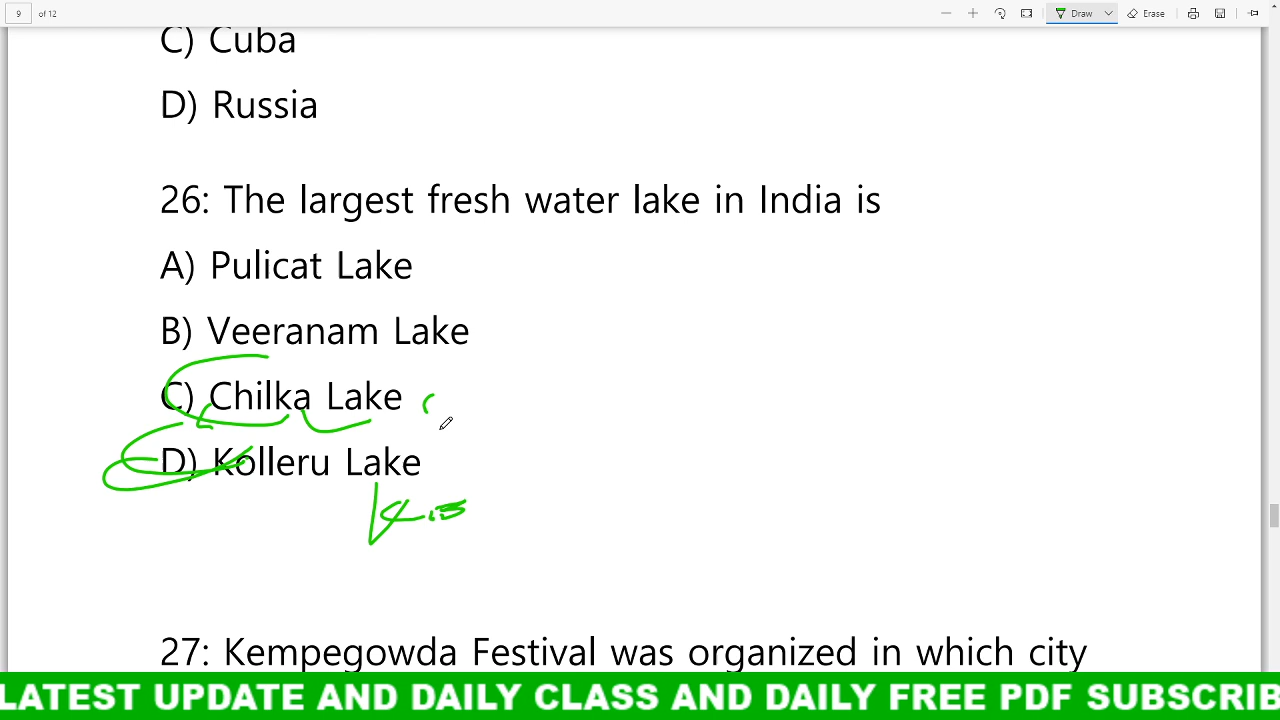 9 of 12 Draw Erase
C) Cuba
D) Russia
26: The largest fresh water lake in India is
A) Pulicat Lake
B) Veeranam Lake
C) Chilka Lake
D) Kolleru Lake
27: Kempegowda Festival was organized in which city
LATEST UPDATE AND DAILY CLASS AND DAILY FREE PDF SUBSCRIB